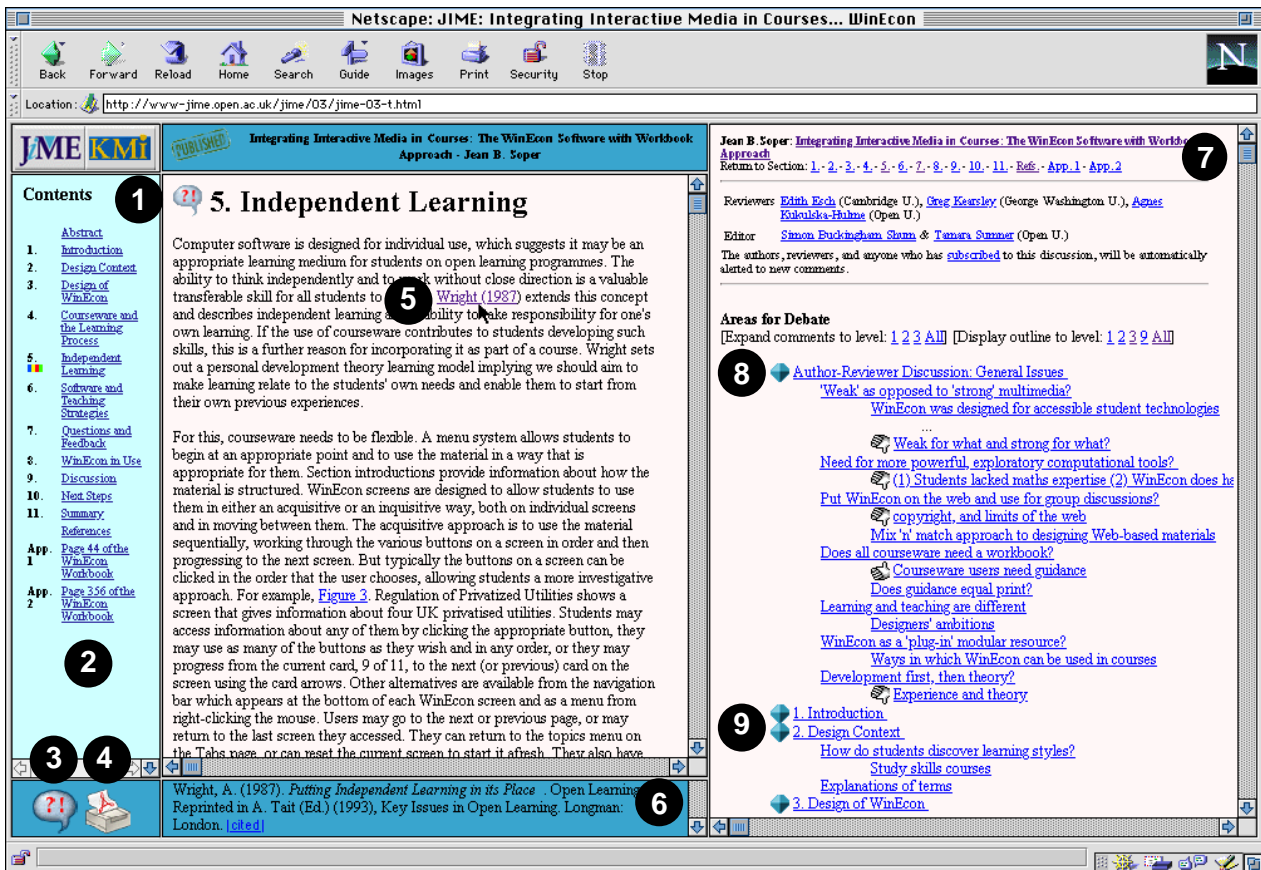 Netscape: JIME: Integrating Interactive Media in Courses... WinEcon
Back Forward Reload Home Search Guide Images Print Security Stop
N
Location: http://www-jime.open.ac.uk/jime/03/jime-03-t.html
JiME KMi
PUBLISHED
Integrating Interactive Media in Courses: The WinEcon Software with Workbook
Approach - Jean B. Soper
Contents
1
Abstract
1. Introduction
2. Design Context
3. Design of
WinEcon
4. Courseware and
the Learning
Process
5. Independent
Learning
6. Software and
Teaching
Strategies
7. Questions and
Feedback
8. WinEcon in Use
9. Discussion
10. Next Steps
11. Summary
References
App. Page 44 of the
1 WinEcon
Workbook
App. Page 356 of the
2 WinEcon
Workbook
2
3 4
?!
?! 5. Independent Learning
Computer software is designed for individual use, which suggests it may be an
appropriate learning medium for students on open learning programmes. The
ability to think independently and to work without close direction is a valuable
transferable skill for all students to 5 Wright (1987) extends this concept
and describes independent learning ability to take responsibility for one's
own learning. If the use of courseware contributes to students developing such
skills, this is a further reason for incorporating it as part of a course. Wright sets
out a personal development theory learning model implying we should aim to
make learning relate to the students' own needs and enable them to start from
their own previous experiences.
For this, courseware needs to be flexible. A menu system allows students to
begin at an appropriate point and to use the material in a way that is
appropriate for them. Section introductions provide information about how the
material is structured. WinEcon screens are designed to allow students to use
them in either an acquisitive or an inquisitive way, both on individual screens
and in moving between them. The acquisitive approach is to use the material
sequentially, working through the various buttons on a screen in order and then
progressing to the next screen. But typically the buttons on a screen can be
clicked in the order that the user chooses, allowing students a more investigative
approach. For example, Figure 3. Regulation of Privatized Utilities shows a
screen that gives information about four UK privatised utilities. Students may
access information about any of them by clicking the appropriate button, they
may use as many of the buttons as they wish and in any order, or they may
progress from the current card, 9 of 11, to the next (or previous) card on the
screen using the card arrows. Other alternatives are available from the navigation
bar which appears at the bottom of each WinEcon screen and as a menu from
right-clicking the mouse. Users may go to the next or previous page, or may
return to the last screen they accessed. They can return to the topics menu on
the Tabs page, or can reset the current screen to start it afresh. They also have
Wright, A. (1987). Putting Independent Learning in its Place . Open Learning
Reprinted in A. Tait (Ed.) (1993), Key Issues in Open Learning. Longman:
London. [cited]
6
Jean B. Soper: Integrating Interactive Media in Courses: The WinEcon Software with Workbook
Approach
7
Return to Section: 1. - 2. - 3. - 4. - 5. - 6. - 7. - 8. - 9. - 10. - 11. - Refs. - App.1 - App.2
Reviewers Edith Esch (Cambridge U.), Greg Kearsley (George Washington U.), Agnes
Kukulska-Hulme (Open U.)
Editor Simon Buckingham Shum & Tamara Sumner (Open U.)
The authors, reviewers, and anyone who has subscribed to this discussion, will be automatically
alerted to new comments.
Areas for Debate
[Expand comments to level: 1 2 3 All] [Display outline to level: 1 2 3 9 All]
8
Author-Reviewer Discussion: General Issues
'Weak' as opposed to 'strong' multimedia?
WinEcon was designed for accessible student technologies
...
Weak for what and strong for what?
Need for more powerful, exploratory computational tools?
(1) Students lacked maths expertise (2) WinEcon does ha
Put WinEcon on the web and use for group discussions?
copyright, and limits of the web
Mix 'n' match approach to designing Web-based materials
Does all courseware need a workbook?
Courseware users need guidance
Does guidance equal print?
Learning and teaching are different
Designers' ambitions
WinEcon as a 'plug-in' modular resource?
Ways in which WinEcon can be used in courses
Development first, then theory?
Experience and theory
9
1. Introduction
2. Design Context
How do students discover learning styles?
Study skills courses
Explanations of terms
3. Design of WinEcon